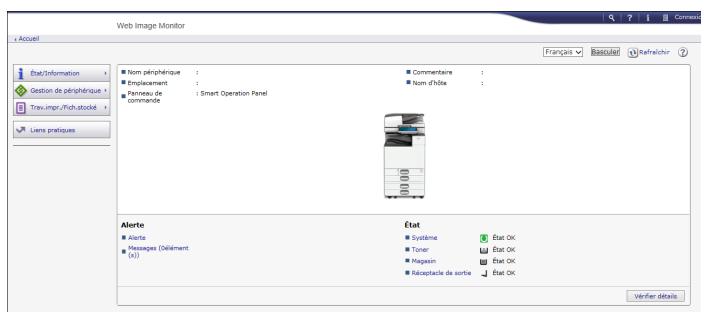 Web Image Monitor
? i Connexio
Accueil
Français Basculer Rafraîchir ?
État/Information
Gestion de périphérique
Trav.impr./Fich.stocké
Liens pratiques
Nom périphérique :
Emplacement :
Panneau de commande : Smart Operation Panel
Commentaire :
Nom d'hôte :
Alerte
Alerte
Messages (0élément
(s))
État
Système État OK
Toner État OK
Magasin État OK
Réceptacle de sortie État OK
Vérifier détails